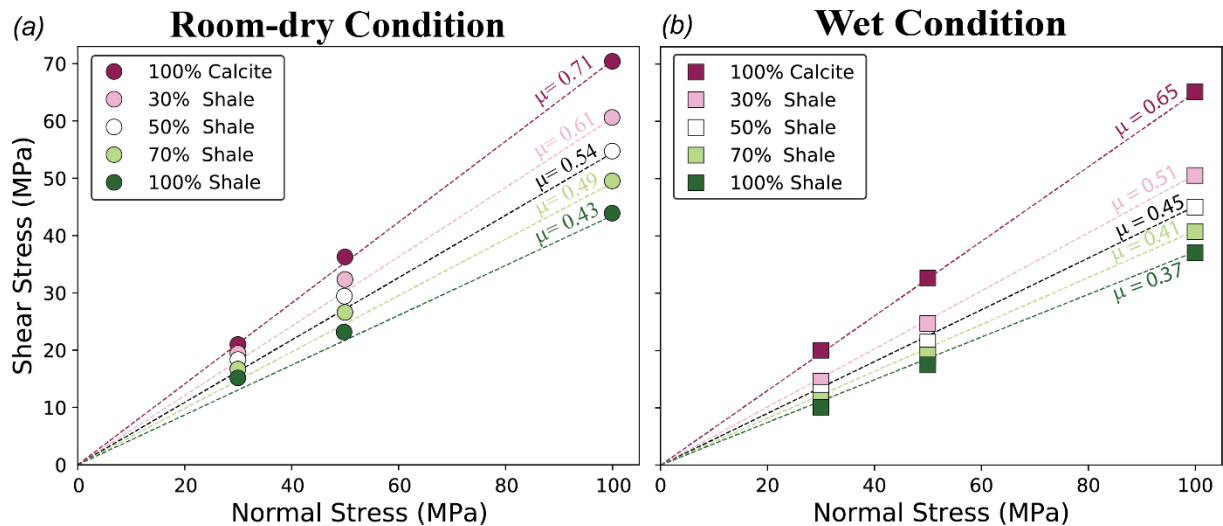 (a) Room-dry Condition
100% Calcite
30% Shale
50% Shale
70% Shale
100% Shale
μ= 0.71
μ= 0.61
μ= 0.54
μ= 0.49
μ= 0.43
Shear Stress (MPa)
70
60
50
40
30
20
10
0
0 20 40 60 80 100
Normal Stress (MPa)
(b) Wet Condition
100% Calcite
30% Shale
50% Shale
70% Shale
100% Shale
μ= 0.65
μ= 0.51
μ= 0.45
μ= 0.41
μ = 0.37
0 20 40 60 80 100
Normal Stress (MPa)